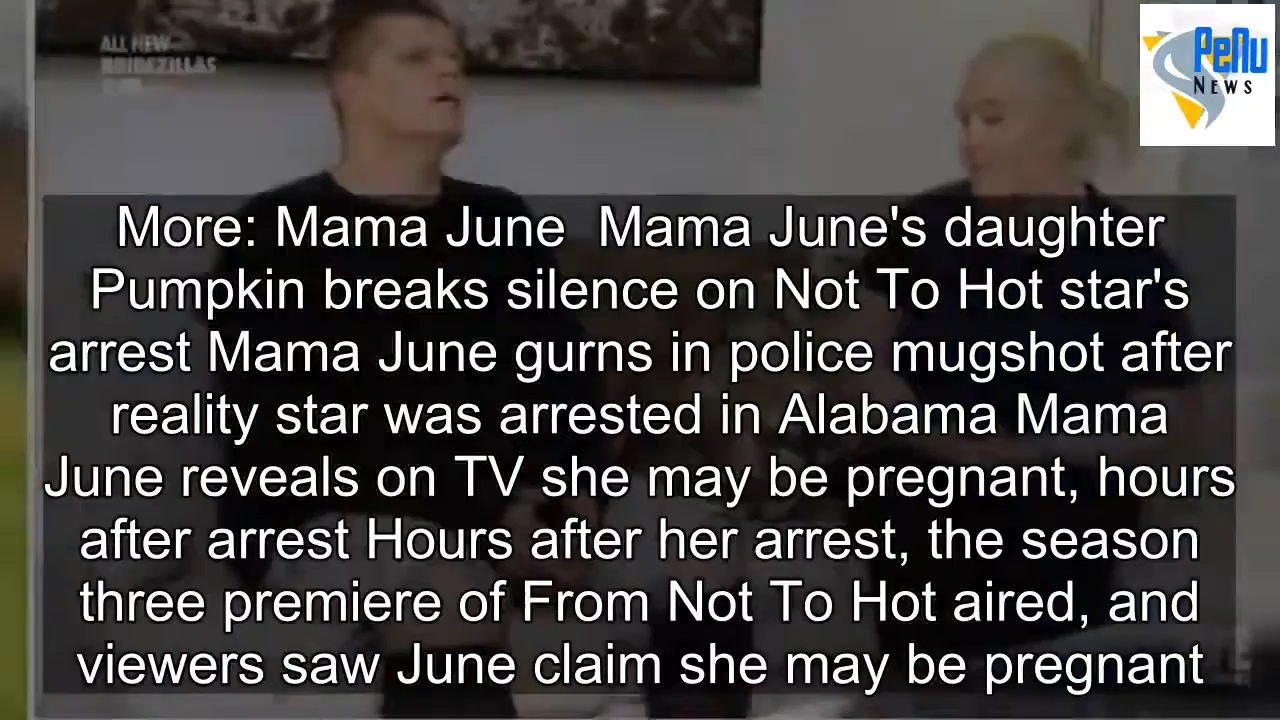 ALL NEW
BRIDEZILLAS
PeNu
NEWS
More: Mama June  Mama June's daughter
Pumpkin breaks silence on Not To Hot star's
arrest Mama June gurns in police mugshot after
reality star was arrested in Alabama Mama
June reveals on TV she may be pregnant, hours
after arrest Hours after her arrest, the season
three premiere of From Not To Hot aired, and
viewers saw June claim she may be pregnant